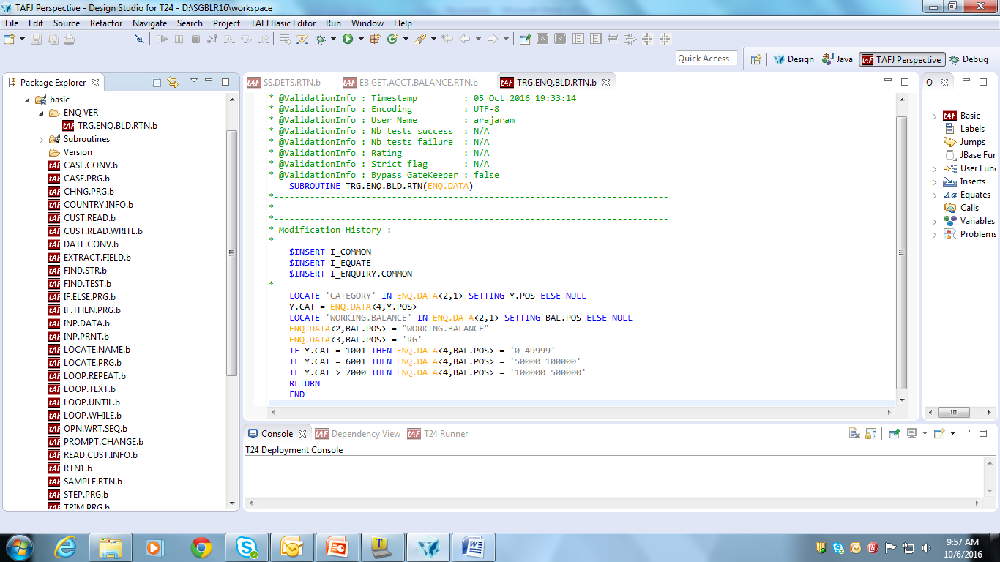 TAFJ Perspective - Design Studio for T24 - D:\SGBLR16\workspace
File Edit Source Refactor Navigate Search Project TAFJ Basic Editor Run Window Help
Quick Access
Design Java TAFJ Perspective Debug
Package Explorer
basic
ENQ VER
TRG.ENQ.BLD.RTN.b
Subroutines
Version
CASE.CONV.b
CASE.PRG.b
CHNG.PRG.b
COUNTRY.INFO.b
CUST.READ.b
CUST.READ.WRITE.b
DATE.CONV.b
EXTRACT.FIELD.b
FIND.STR.b
FIND.TEST.b
IF.ELSE.PRG.b
IF.THEN.PRG.b
INP.DATA.b
INP.PRNT.b
LOCATE.NAME.b
LOCATE.PRG.b
LOOP.REPEAT.b
LOOP.TEXT.b
LOOP.UNTIL.b
LOOP.WHILE.b
OPN.WRT.SEQ.b
PROMPT.CHANGE.b
READ.CUST.INFO.b
RTN1.b
SAMPLE.RTN.b
STEP.PRG.b
TRIM.PRG.b
SS.DETS.RTN.b EB.GET.ACCT.BALANCE.RTN.b TRG.ENQ.BLD.RTN.b
* @ValidationInfo : Timestamp : 05 Oct 2016 19:33:14
* @ValidationInfo : Encoding : UTF-8
* @ValidationInfo : User Name : arajaram
* @ValidationInfo : Nb tests success : N/A
* @ValidationInfo : Nb tests failure : N/A
* @ValidationInfo : Rating : N/A
* @ValidationInfo : Strict flag : N/A
* @ValidationInfo : Bypass GateKeeper : false
SUBROUTINE TRG.ENQ.BLD.RTN(ENQ.DATA)
*-----------------------------------------------------------------------------
*
*-----------------------------------------------------------------------------
* Modification History :
*-----------------------------------------------------------------------------
$INSERT I_COMMON
$INSERT I_EQUATE
$INSERT I_ENQUIRY.COMMON
*-----------------------------------------------------------------------------
LOCATE 'CATEGORY' IN ENQ.DATA<2,1> SETTING Y.POS ELSE NULL
Y.CAT = ENQ.DATA<4,Y.POS>
LOCATE 'WORKING.BALANCE' IN ENQ.DATA<2,1> SETTING BAL.POS ELSE NULL
ENQ.DATA<2,BAL.POS> = "WORKING.BALANCE"
ENQ.DATA<3,BAL.POS> = 'RG'
IF Y.CAT = 1001 THEN ENQ.DATA<4,BAL.POS> = '0 49999'
IF Y.CAT = 6001 THEN ENQ.DATA<4,BAL.POS> = '50000 100000'
IF Y.CAT > 7000 THEN ENQ.DATA<4,BAL.POS> = '100000 500000'
RETURN
END
O
Basic
Labels
Jumps
JBase Fur
User Func
Inserts
Equates
Calls
Variables
Problems
Console Dependency View T24 Runner
T24 Deployment Console
9:57 AM
10/6/2016